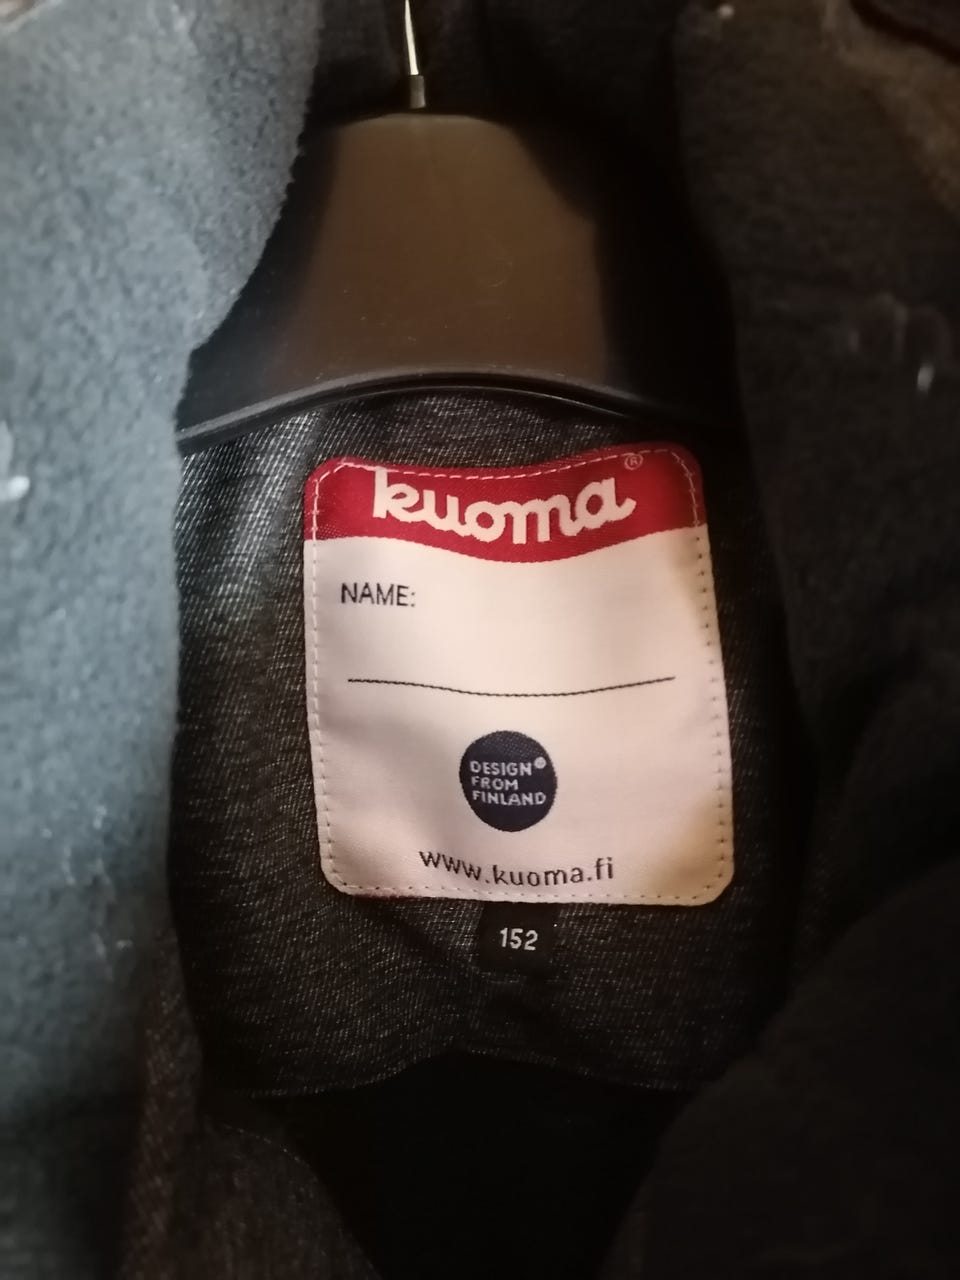 kuoma®
NAME:
DESIGN
FROM
FINLAND
www.kuoma.fi
152